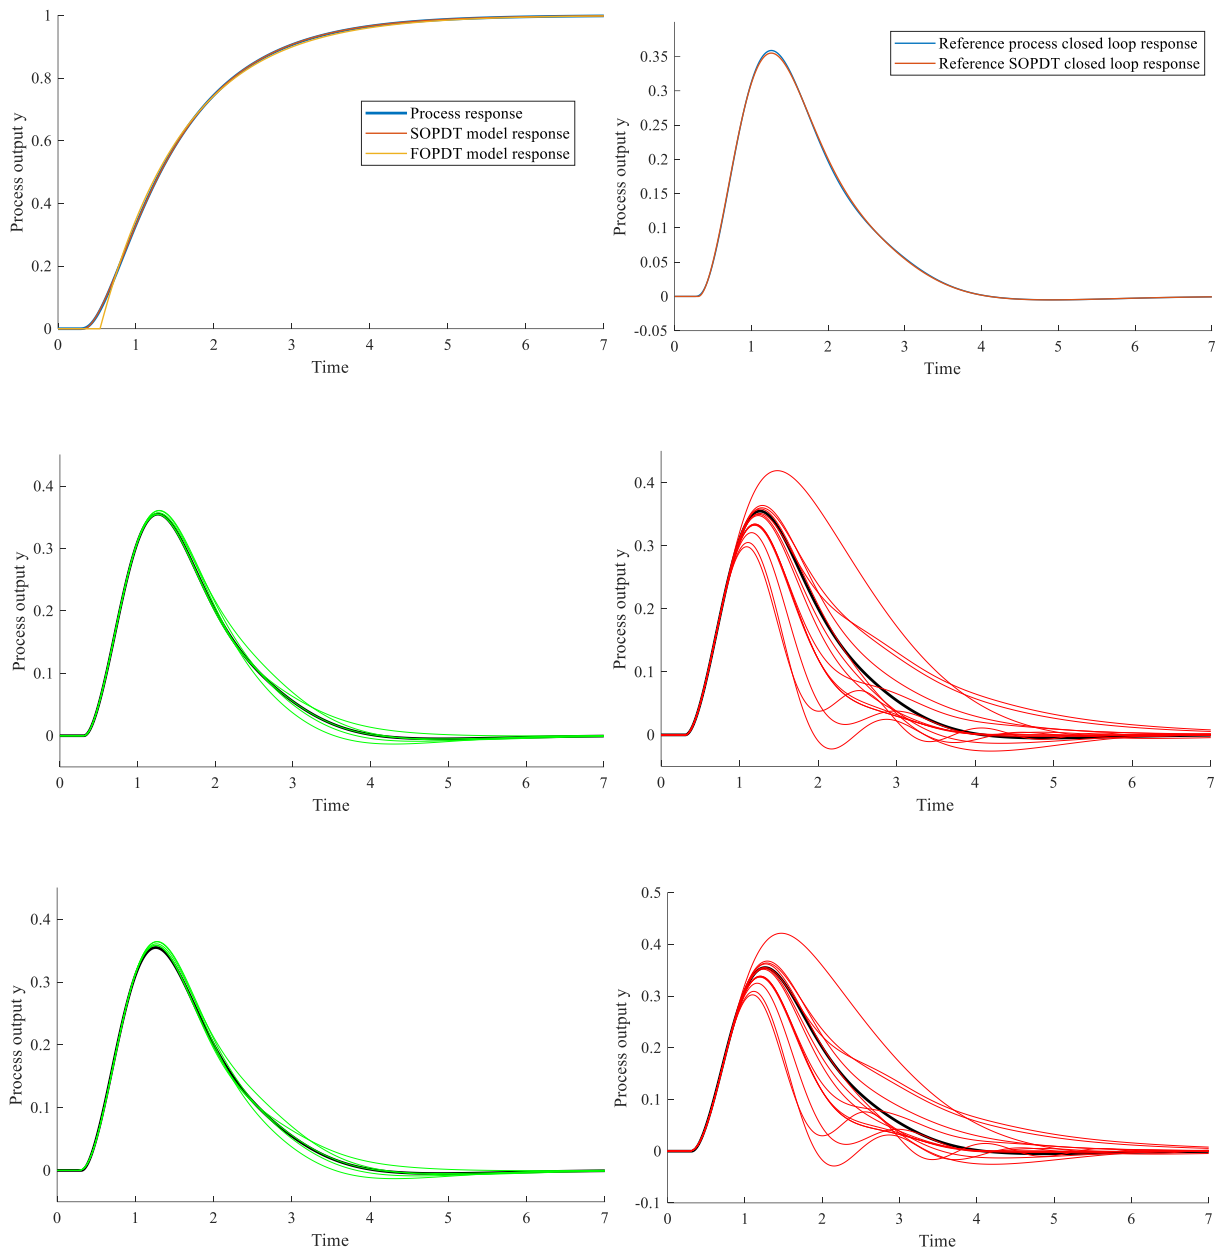 1
0.8
0.6
0.4
0.2
0
Process output y
0 1 2 3 4 5 6 7
Time
Process response
SOPDT model response
FOPDT model response
0.35
0.3
0.25
0.2
0.15
0.1
0.05
0
-0.05
Process output y
0 1 2 3 4 5 6 7
Time
Reference process closed loop response
Reference SOPDT closed loop response
0.4
0.3
0.2
0.1
0
Process output y
0 1 2 3 4 5 6 7
Time
0.4
0.3
0.2
0.1
0
Process output y
0 1 2 3 4 5 6 7
Time
0.4
0.3
0.2
0.1
0
Process output y
0 1 2 3 4 5 6 7
Time
0.5
0.4
0.3
0.2
0.1
0
-0.1
Process output y
0 1 2 3 4 5 6 7
Time